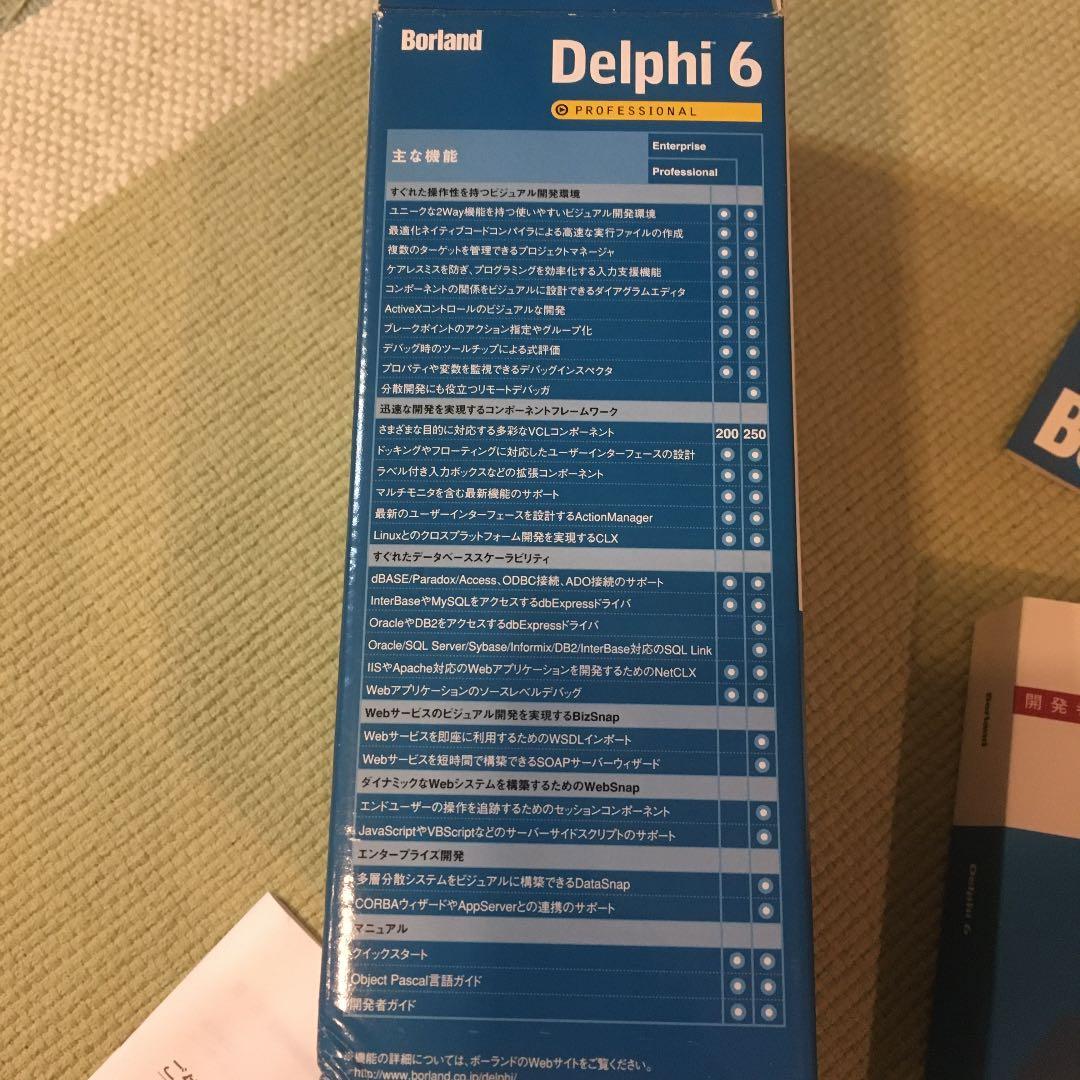 Borland
Delphi 6
PROFESSIONAL
主な機能
Enterprise
Professional
すぐれた操作性を持つビジュアル開発環境
ユニークな2Way機能を持つ使いやすいビジュアル開発環境
最適化ネイティブコードコンパイラによる高速な実行ファイルの作成
複数のターゲットを管理できるプロジェクトマネージャ
ケアレスミスを防ぎ、プログラミングを効率化する入力支援機能
コンポーネントの関係をビジュアルに設計できるダイアグラムエディタ
ActiveXコントロールのビジュアルな開発
ブレークポイントのアクション指定やグループ化
デバッグ時のツールチップによる式評価
プロパティや変数を監視できるデバッグインスペクタ
分散開発にも役立つリモートデバッガ
迅速な開発を実現するコンポーネントフレームワーク
さまざまな目的に対応する多彩なVCLコンポーネント 200 250
ドッキングやフローティングに対応したユーザーインターフェースの設計
ラベル付き入力ボックスなどの拡張コンポーネント
マルチモニタを含む最新機能のサポート
最新のユーザーインターフェースを設計するActionManager
Linuxとのクロスプラットフォーム開発を実現するCLX
すぐれたデータベーススケーラビリティ
dBASE/Paradox/Access、ODBC接続、ADO接続のサポート
InterBaseやMySQLをアクセスするdbExpressドライバ
OracleやDB2をアクセスするdbExpressドライバ
Oracle/SQL Server/Sybase/Informix/DB2/InterBase対応のSQL Link
IISやApache対応のWebアプリケーションを開発するためのNetCLX
Webアプリケーションのソースレベルデバッグ
Webサービスのビジュアル開発を実現するBizSnap
Webサービスを即座に利用するためのWSDLインポート
Webサービスを短時間で構築できるSOAPサーバーウィザード
ダイナミックなWebシステムを構築するためのWebSnap
エンドユーザーの操作を追跡するためのセッションコンポーネント
JavaScriptやVBScriptなどのサーバーサイドスクリプトのサポート
エンタープライズ開発
多層分散システムをビジュアルに構築できるDataSnap
CORBAウィザードやAppServerとの連携のサポート
マニュアル
クイックスタート
Object Pascal言語ガイド
開発者ガイド
※機能の詳細については、ボーランドのWebサイトをご覧ください。
http://www.borland.co.jp/delphi/
開発
Borland
Delphi 6